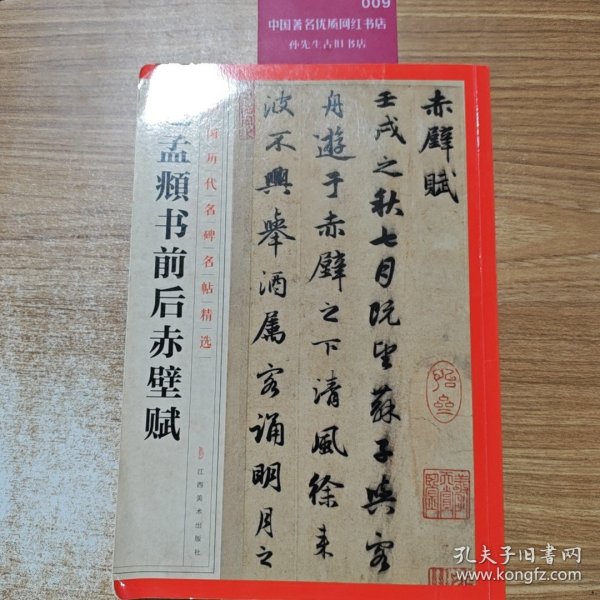 009
中国著名优质网红书店
孙先生古旧书店
孟頫书前后赤壁赋
国历代名碑名帖精选
江西美术出版社
赤壁賦
壬戌之秋七月既望蘇子與客
舟遊于赤壁之下清風徐来
波不興舉酒属客誦明月之
孔夫子旧书网
www.kongfz.com